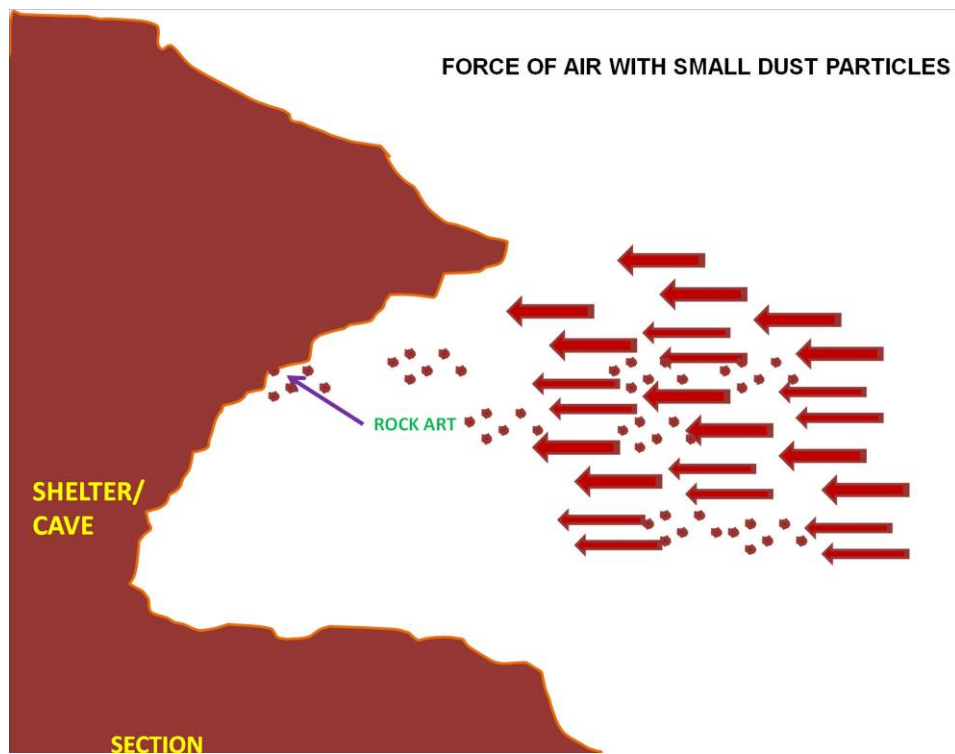 FORCE OF AIR WITH SMALL DUST PARTICLES
ROCK ART
SHELTER/
CAVE
SECTION